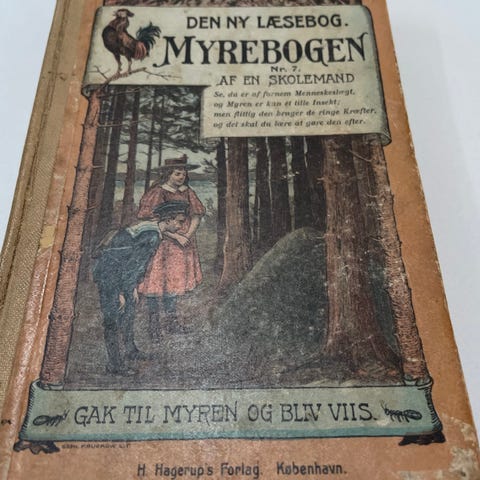 DEN NY LÆSEBOG.
MYREBOGEN
Nr. 7.
AF EN SKOLEMAND
Se, du er af fornem Menneskeslægt,
og Myren er kun et lille Insekt;
men flittig den bruger de ringe Kræfter,
og det skal du lære at gøre den efter.
GAK TIL MYREN OG BLIV VIIS.
H. Hagerup's Forlag. København.